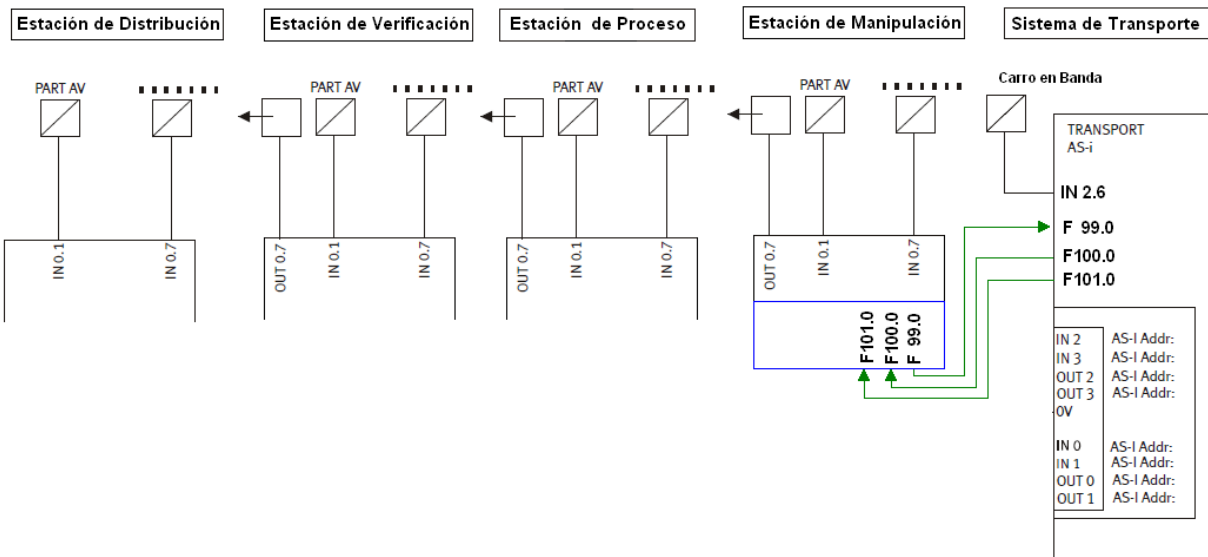 Estación de Distribución
Estación de Verificación
Estación de Proceso
Estación de Manipulación
Sistema de Transporte
PART AV
PART AV
PART AV
PART AV
Carro en Banda
TRANSPORT
AS-i
IN 2.6
F 99.0
F100.0
F101.0
IN 0.1
IN 0.7
OUT 0.7
IN 0.1
IN 0.7
OUT 0.7
IN 0.1
IN 0.7
OUT 0.7
IN 0.1
IN 0.7
F101.0
F100.0
F 99.0
IN 2 AS-I Addr:
IN 3 AS-I Addr:
OUT 2 AS-I Addr:
OUT 3 AS-I Addr:
0V
IN 0 AS-I Addr:
IN 1 AS-I Addr:
OUT 0 AS-I Addr:
OUT 1 AS-I Addr: